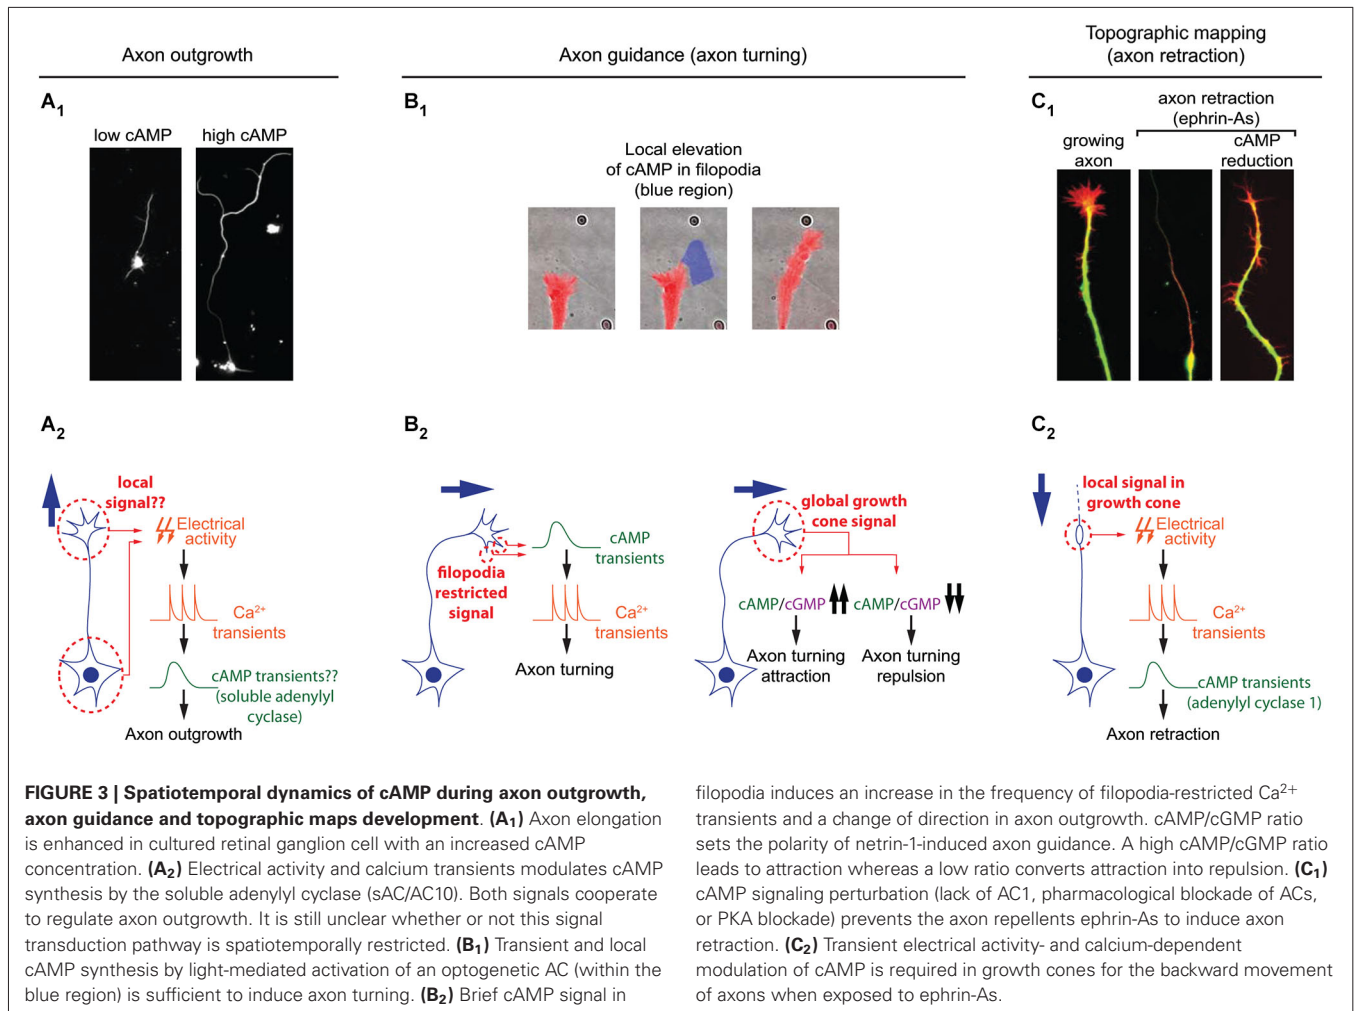 Axon outgrowth
Axon guidance (axon turning)
Topographic mapping
(axon retraction)
A1
low cAMP
high cAMP
B1
Local elevation
of cAMP in filopodia
(blue region)
C1
axon retraction
(ephrin-As)
growing
axon
cAMP
reduction
A2
local
signal??
Electrical
activity
Ca2+
transients
cAMP transients??
(soluble adenylyl
cyclase)
Axon outgrowth
B2
filopodia
restricted
signal
cAMP
transients
Ca2+
transients
Axon turning
global growth
cone signal
cAMP/cGMP
Axon turning
attraction
cAMP/cGMP
Axon turning
repulsion
C2
local signal in
growth cone
Electrical
activity
Ca2+
transients
cAMP transients
(adenylyl cyclase 1)
Axon retraction
FIGURE 3 | Spatiotemporal dynamics of cAMP during axon outgrowth,
axon guidance and topographic maps development. (A1) Axon elongation
is enhanced in cultured retinal ganglion cell with an increased cAMP
concentration. (A2) Electrical activity and calcium transients modulates cAMP
synthesis by the soluble adenylyl cyclase (sAC/AC10). Both signals cooperate
to regulate axon outgrowth. It is still unclear whether or not this signal
transduction pathway is spatiotemporally restricted. (B1) Transient and local
cAMP synthesis by light-mediated activation of an optogenetic AC (within the
blue region) is sufficient to induce axon turning. (B2) Brief cAMP signal in
filopodia induces an increase in the frequency of filopodia-restricted Ca2+
transients and a change of direction in axon outgrowth. cAMP/cGMP ratio
sets the polarity of netrin-1-induced axon guidance. A high cAMP/cGMP ratio
leads to attraction whereas a low ratio converts attraction into repulsion. (C1)
cAMP signaling perturbation (lack of AC1, pharmacological blockade of ACs,
or PKA blockade) prevents the axon repellents ephrin-As to induce axon
retraction. (C2) Transient electrical activity- and calcium-dependent
modulation of cAMP is required in growth cones for the backward movement
of axons when exposed to ephrin-As.